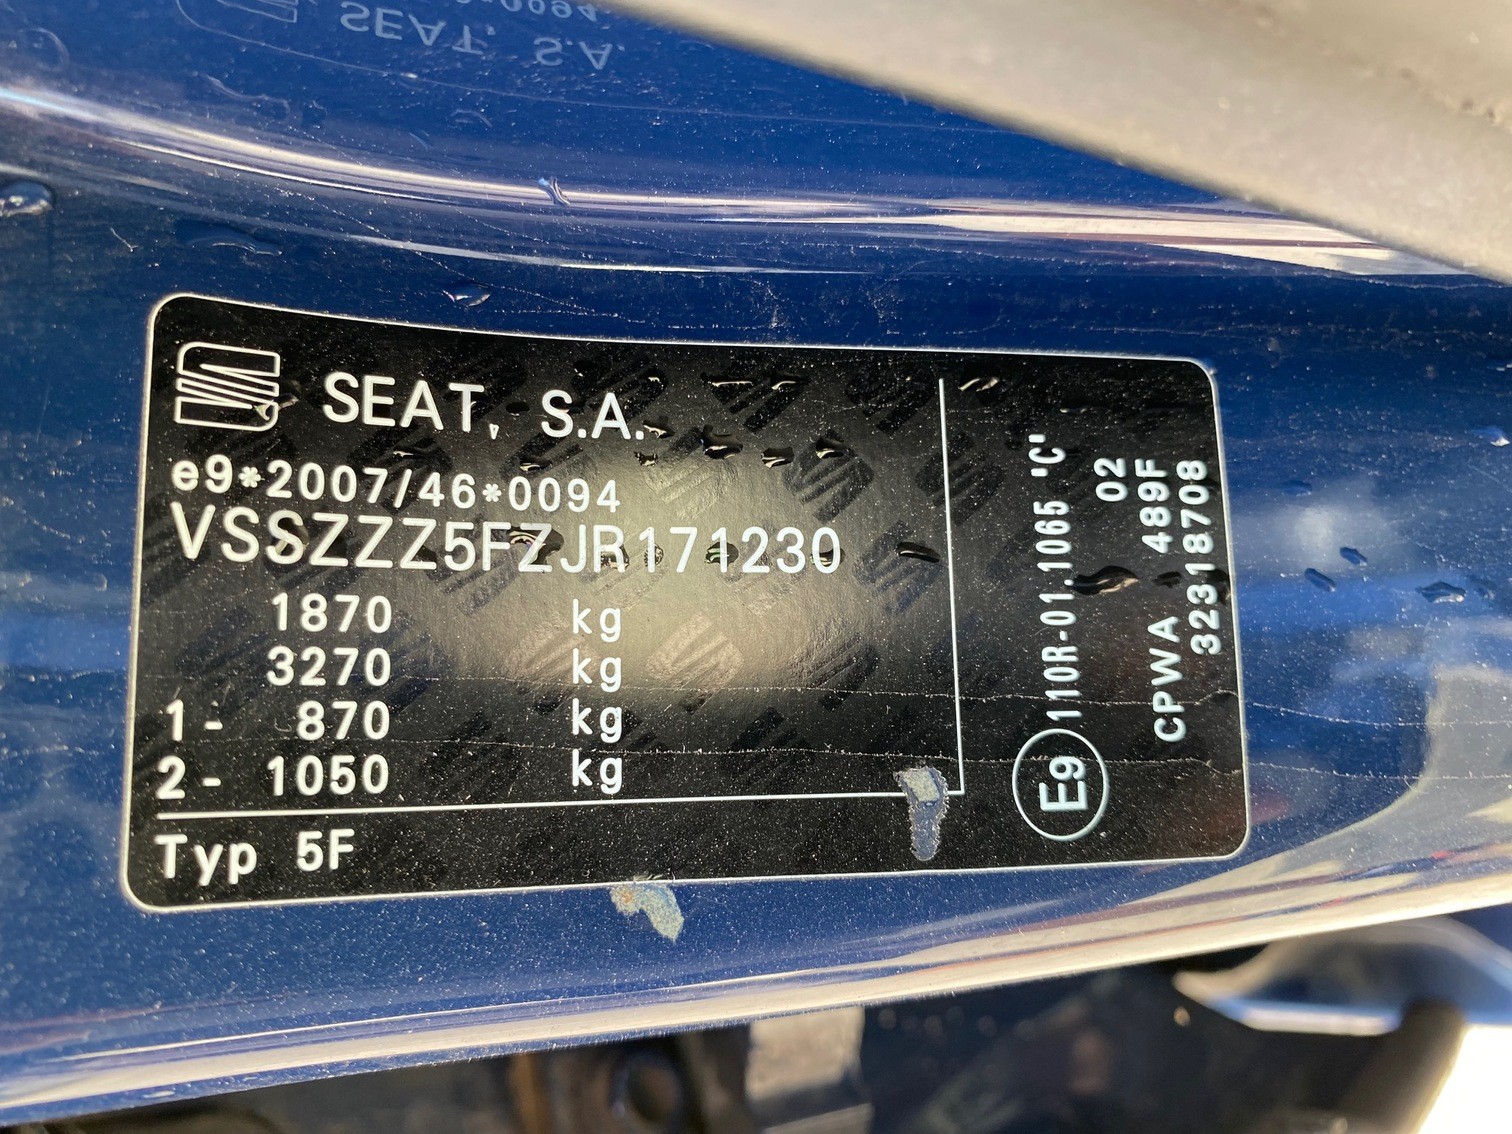 SEAT, S.A.
e9*2007/46*0094
VSSZZZ5FZJR171230
1870 kg
3270 kg
1- 870 kg
2- 1050 kg
Typ 5F
E9 110R-01.1065 "C"
02
CPWA 489F
32318708
SEAT, S.A.